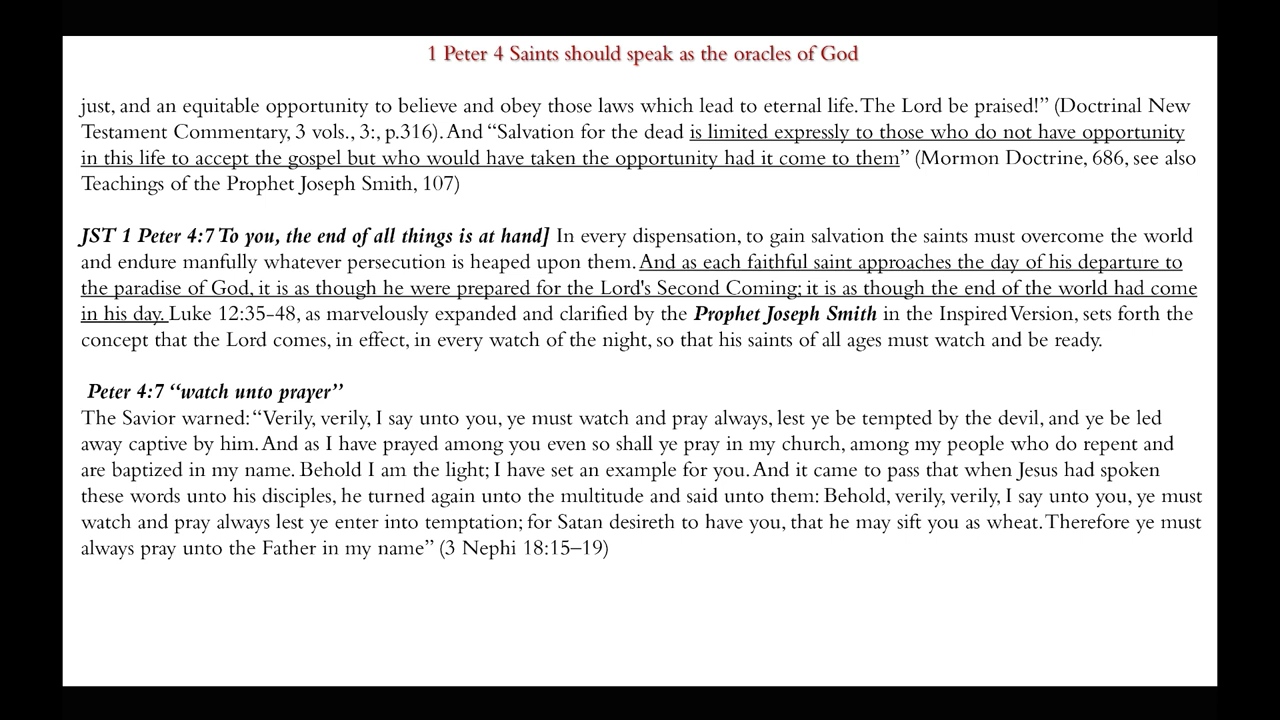 1 Peter 4 Saints should speak as the oracles of God
just, and an equitable opportunity to believe and obey those laws which lead to eternal life. The Lord be praised!” (Doctrinal New
Testament Commentary, 3 vols., 3:, p.316). And “Salvation for the dead is limited expressly to those who do not have opportunity
in this life to accept the gospel but who would have taken the opportunity had it come to them” (Mormon Doctrine, 686, see also
Teachings of the Prophet Joseph Smith, 107)
JST 1 Peter 4:7 To you, the end of all things is at hand] In every dispensation, to gain salvation the saints must overcome the world
and endure manfully whatever persecution is heaped upon them. And as each faithful saint approaches the day of his departure to
the paradise of God, it is as though he were prepared for the Lord's Second Coming; it is as though the end of the world had come
in his day. Luke 12:35-48, as marvelously expanded and clarified by the Prophet Joseph Smith in the Inspired Version, sets forth the
concept that the Lord comes, in effect, in every watch of the night, so that his saints of all ages must watch and be ready.
Peter 4:7 “watch unto prayer”
The Savior warned: “Verily, verily, I say unto you, ye must watch and pray always, lest ye be tempted by the devil, and ye be led
away captive by him. And as I have prayed among you even so shall ye pray in my church, among my people who do repent and
are baptized in my name. Behold I am the light; I have set an example for you. And it came to pass that when Jesus had spoken
these words unto his disciples, he turned again unto the multitude and said unto them: Behold, verily, verily, I say unto you, ye must
watch and pray always lest ye enter into temptation; for Satan desireth to have you, that he may sift you as wheat. Therefore ye must
always pray unto the Father in my name” (3 Nephi 18:15–19)